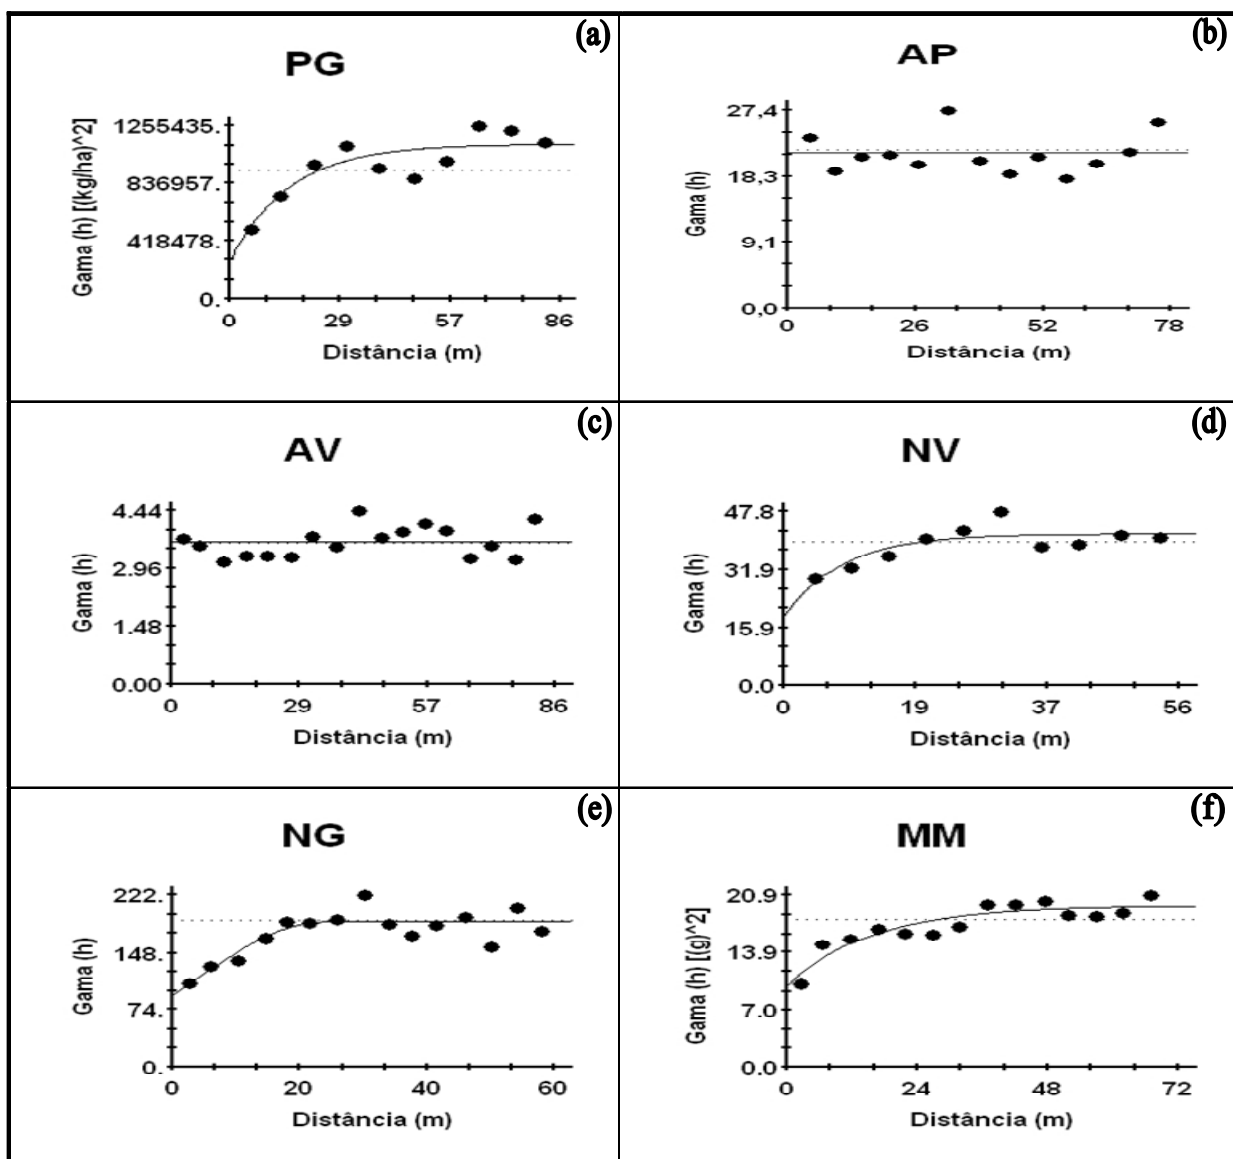 (a)
PG
Gama (h) [(kg/ha)^2]
1255435.
836957.
418478.
0.
0 29 57 86
Distância (m)
(b)
AP
Gama (h)
27,4
18,3
9,1
0,0
0 26 52 78
Distância (m)
(c)
AV
Gama (h)
4.44
2.96
1.48
0.00
0 29 57 86
Distância (m)
(d)
NV
Gama (h)
47.8
31.9
15.9
0.0
0 19 37 56
Distância (m)
(e)
NG
Gama (h)
222.
148.
74.
0.
0 20 40 60
Distância (m)
(f)
MM
Gama (h) [(g)^2]
20.9
13.9
7.0
0.0
0 24 48 72
Distância (m)